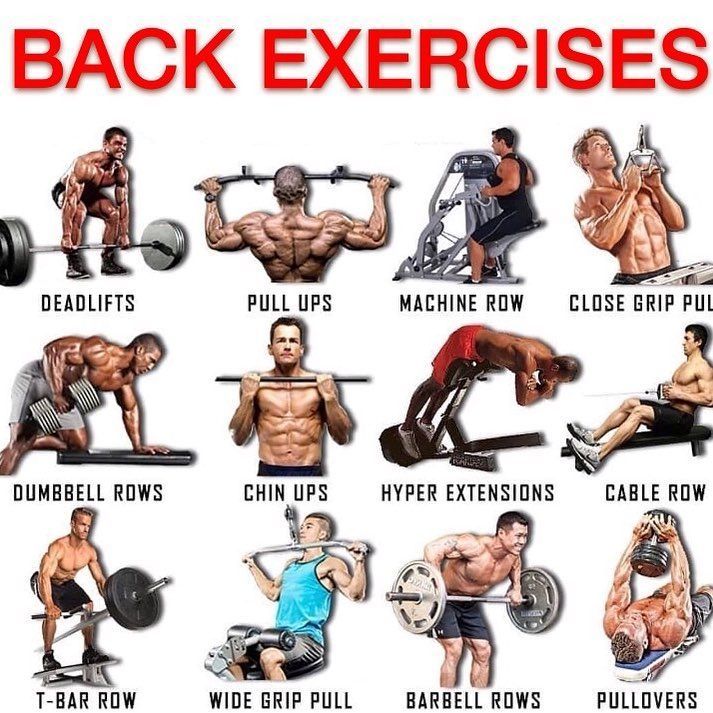 BACK EXERCISES
DEADLIFTS
PULL UPS
MACHINE ROW
CLOSE GRIP PUL
DUMBBELL ROWS
CHIN UPS
HYPER EXTENSIONS
CABLE ROW
T-BAR ROW
WIDE GRIP PULL
BARBELL ROWS
PULLOVERS